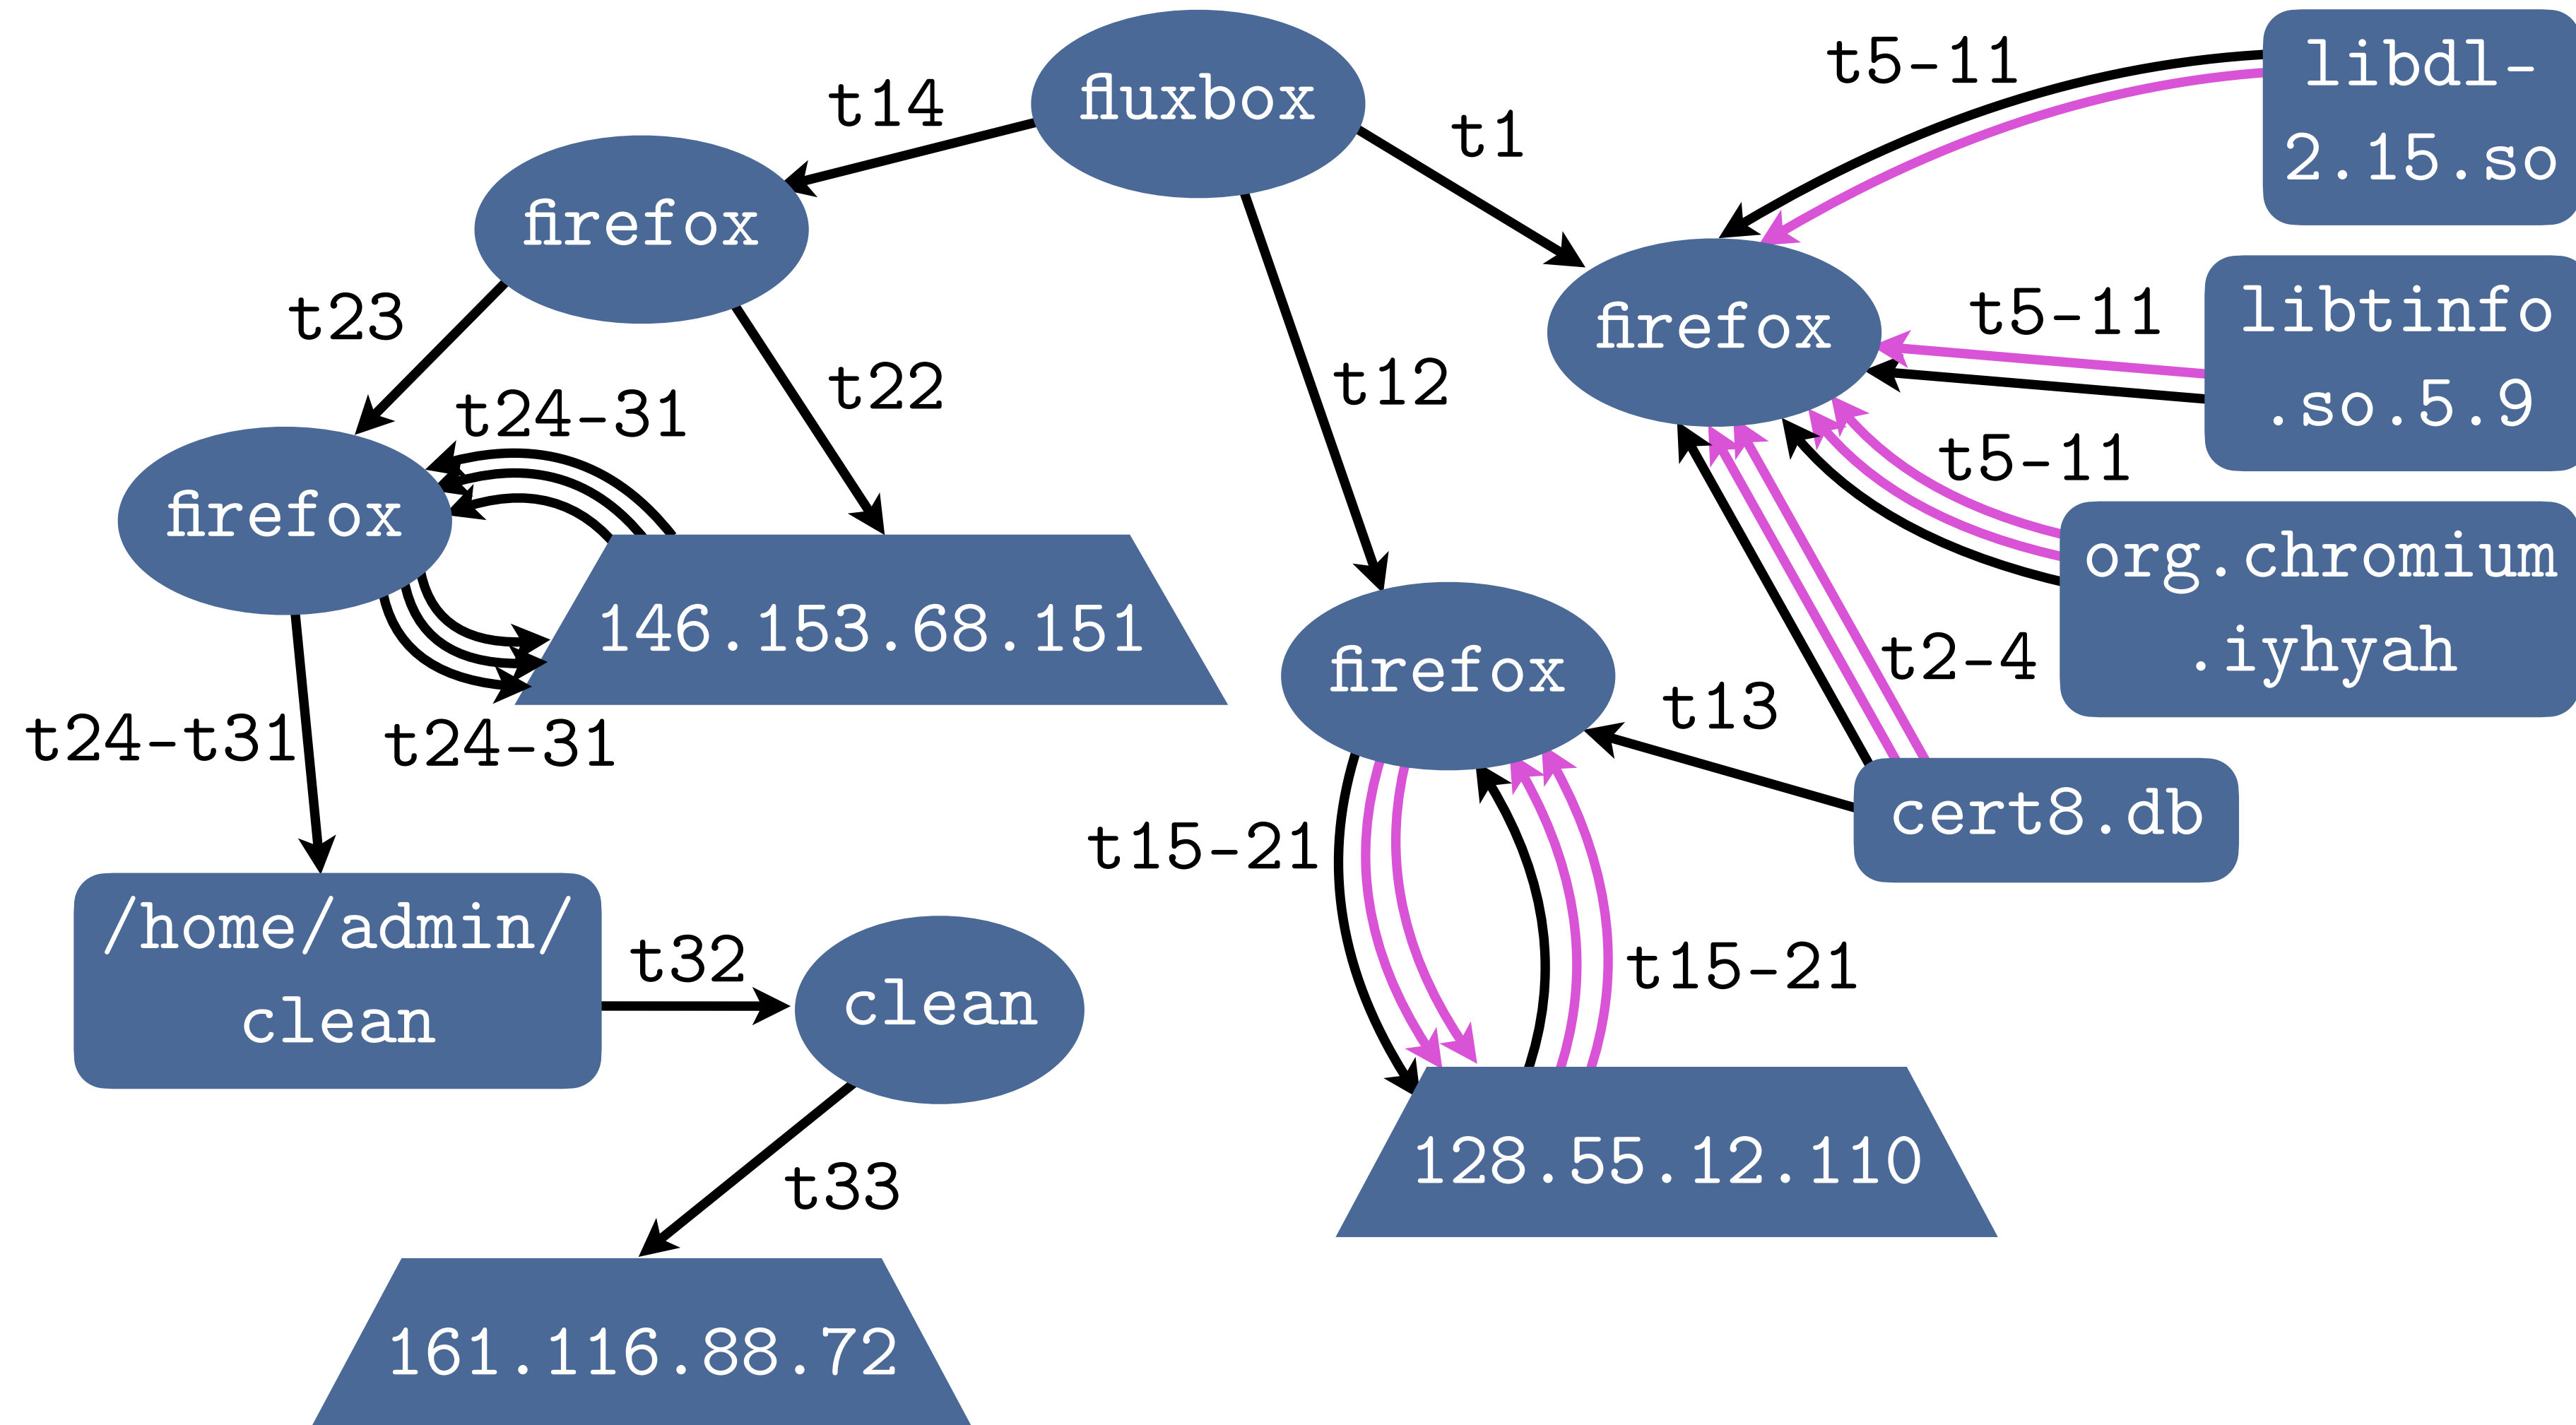 fluxbox
t14
t1
t5-11
libdl-
2.15.so
firefox
t23
t22
t12
firefox
t5-11
libtinfo
.so.5.9
t24-31
t5-11
firefox
146.153.68.151
org.chromium
.iyhyah
t2-4
firefox
t13
t24-t31
t24-31
cert8.db
t15-21
/home/admin/
clean
t32
clean
t15-21
t33
128.55.12.110
161.116.88.72